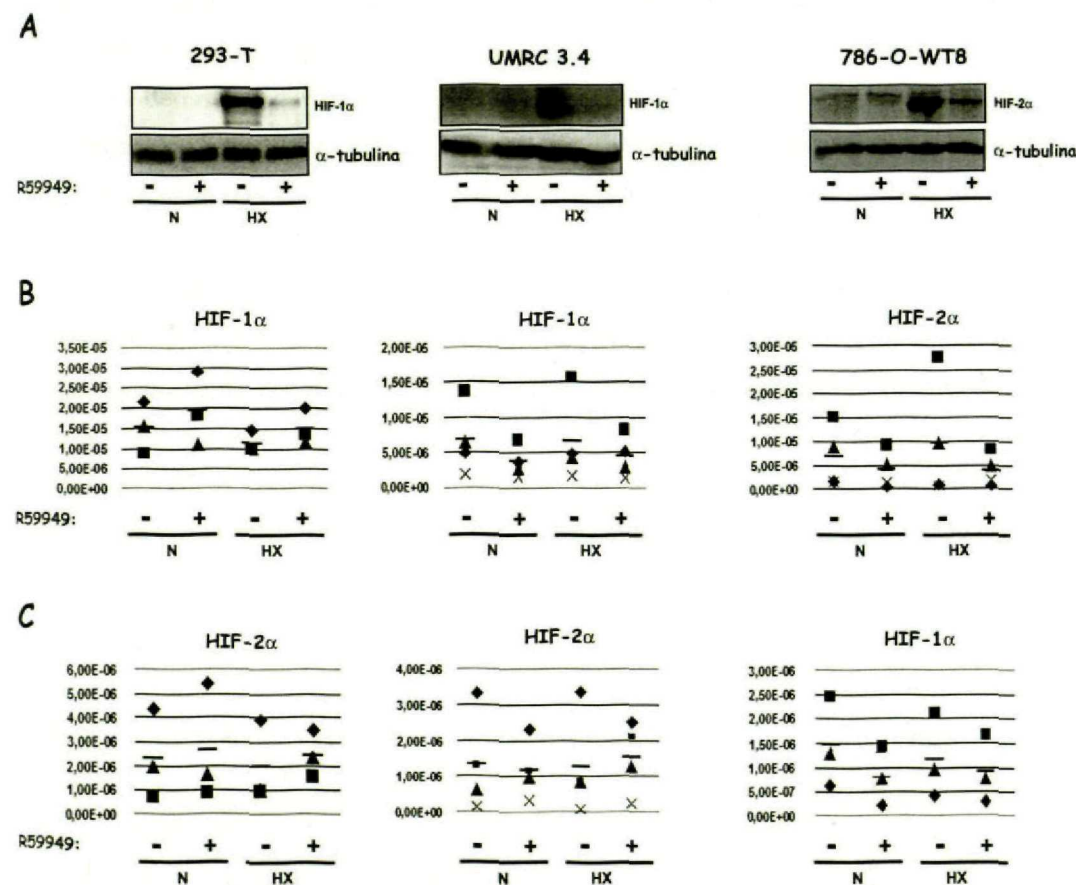 A
293-T
UMRC 3.4
786-O-WT8
HIF-1α
HIF-1α
HIF-2α
α-tubulina
α-tubulina
α-tubulina
R59949: - + - + - + - + - + - +
N HX N HX N HX
B
HIF-1α
3,50E-05
3,00E-05
2,50E-05
2,00E-05
1,50E-05
1,00E-05
5,00E-06
0,00E+00
HIF-1α
2,00E-05
1,50E-05
1,00E-05
5,00E-06
0,00E+00
HIF-2α
3,00E-05
2,50E-05
2,00E-05
1,50E-05
1,00E-05
5,00E-06
0,00E+00
R59949: - + - + - + - + - + - +
N HX N HX N HX
C
HIF-2α
6,00E-06
5,00E-06
4,00E-06
3,00E-06
2,00E-06
1,00E-06
0,00E+00
HIF-2α
4,00E-06
3,00E-06
2,00E-06
1,00E-06
0,00E+00
HIF-1α
3,00E-06
2,50E-06
2,00E-06
1,50E-06
1,00E-06
5,00E-07
0,00E+00
R59949: - + - + - + - + - + - +
N HX N HX N HX